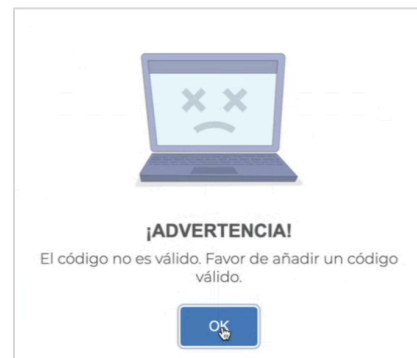 ¡ADVERTENCIA!
El código no es válido. Favor de añadir un código
válido.
OK